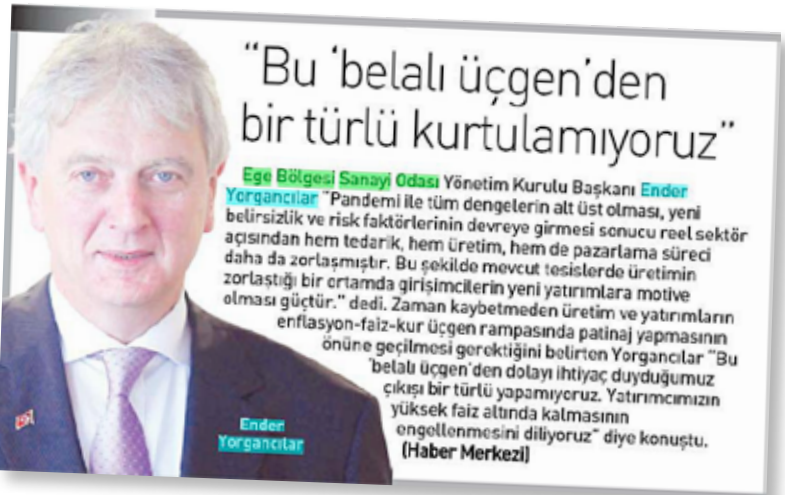 “Bu ‘belalı üçgen’den
bir türlü kurtulamıyoruz”
Ege Bölgesi Sanayi Odası Yönetim Kurulu Başkanı Ender
Yorgancılar “Pandemi ile tüm dengelerin alt üst olması, yeni
belirsizlik ve risk faktörlerinin devreye girmesi sonucu reel sektör
açısından hem tedarik, hem üretim, hem de pazarlama süreci
daha da zorlaşmıştır. Bu şekilde mevcut tesislerde üretimin
zorlaştığı bir ortamda girişimcilerin yeni yatırımlara motive
olması güçtür.” dedi. Zaman kaybetmeden üretim ve yatırımların
enflasyon-faiz-kur üçgen rampasında patinaj yapmasının
önüne geçilmesi gerektiğini belirten Yorgancılar “Bu
‘belalı üçgen’den dolayı ihtiyaç duyduğumuz
çıkışı bir türlü yapamıyoruz. Yatırımcımızın
yüksek faiz altında kalmasının
engellenmesini diliyoruz” diye konuştu.
(Haber Merkezi)
Ender
Yorgancılar